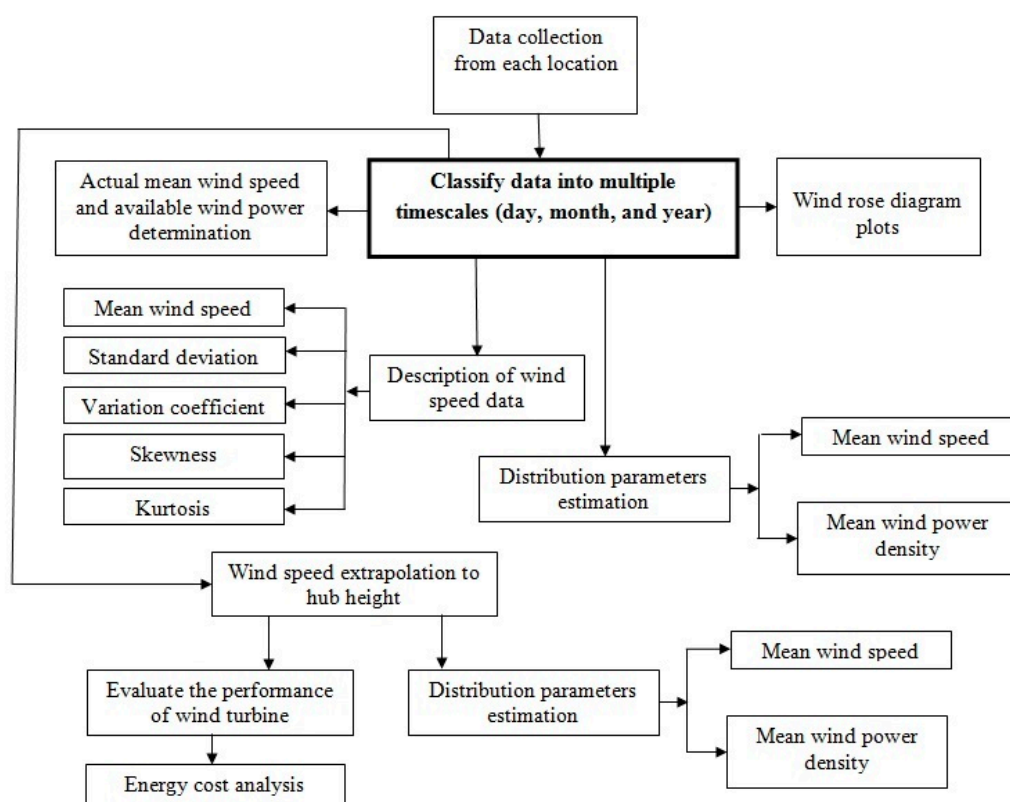 Data collection
from each location
Classify data into multiple
timescales (day, month, and year)
Actual mean wind speed
and available wind power
determination
Wind rose diagram
plots
Mean wind speed
Standard deviation
Variation coefficient
Skewness
Kurtosis
Description of wind
speed data
Distribution parameters
estimation
Mean wind speed
Mean wind power
density
Wind speed extrapolation to
hub height
Evaluate the performance
of wind turbine
Energy cost analysis
Distribution parameters
estimation
Mean wind speed
Mean wind power
density